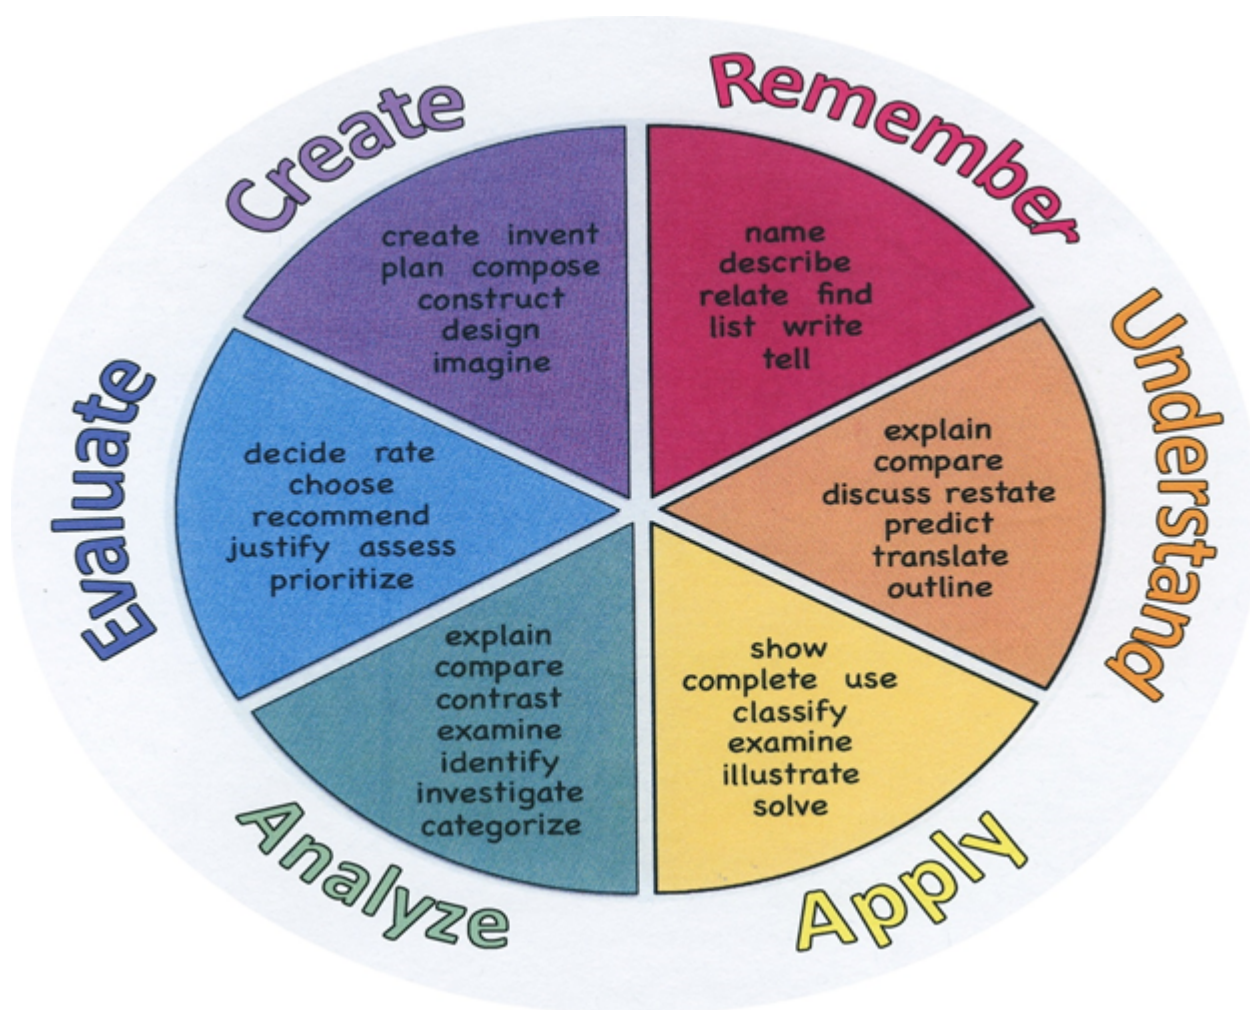 Remember
name
describe
relate find
list write
tell
Understand
explain
compare
discuss restate
predict
translate
outline
Apply
show
complete use
classify
examine
illustrate
solve
Analyze
explain
compare
contrast
examine
identify
investigate
categorize
Evaluate
decide rate
choose
recommend
justify assess
prioritize
Create
create invent
plan compose
construct
design
imagine